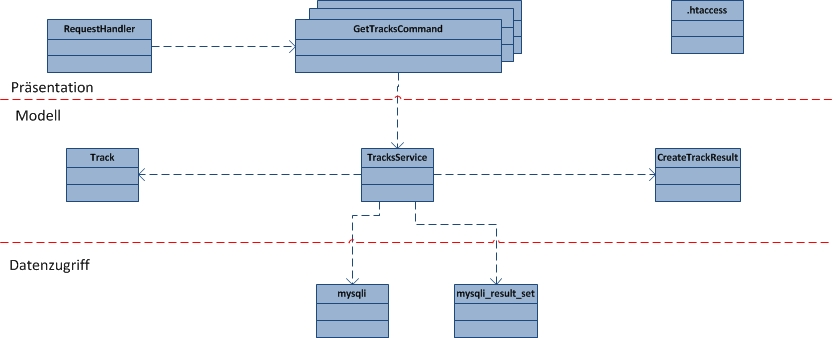 .htaccess
RequestHandler
GetTracksCommand
Präsentation
Modell
Track
TracksService
CreateTrackResult
Datenzugriff
mysqli
mysqli_result_set